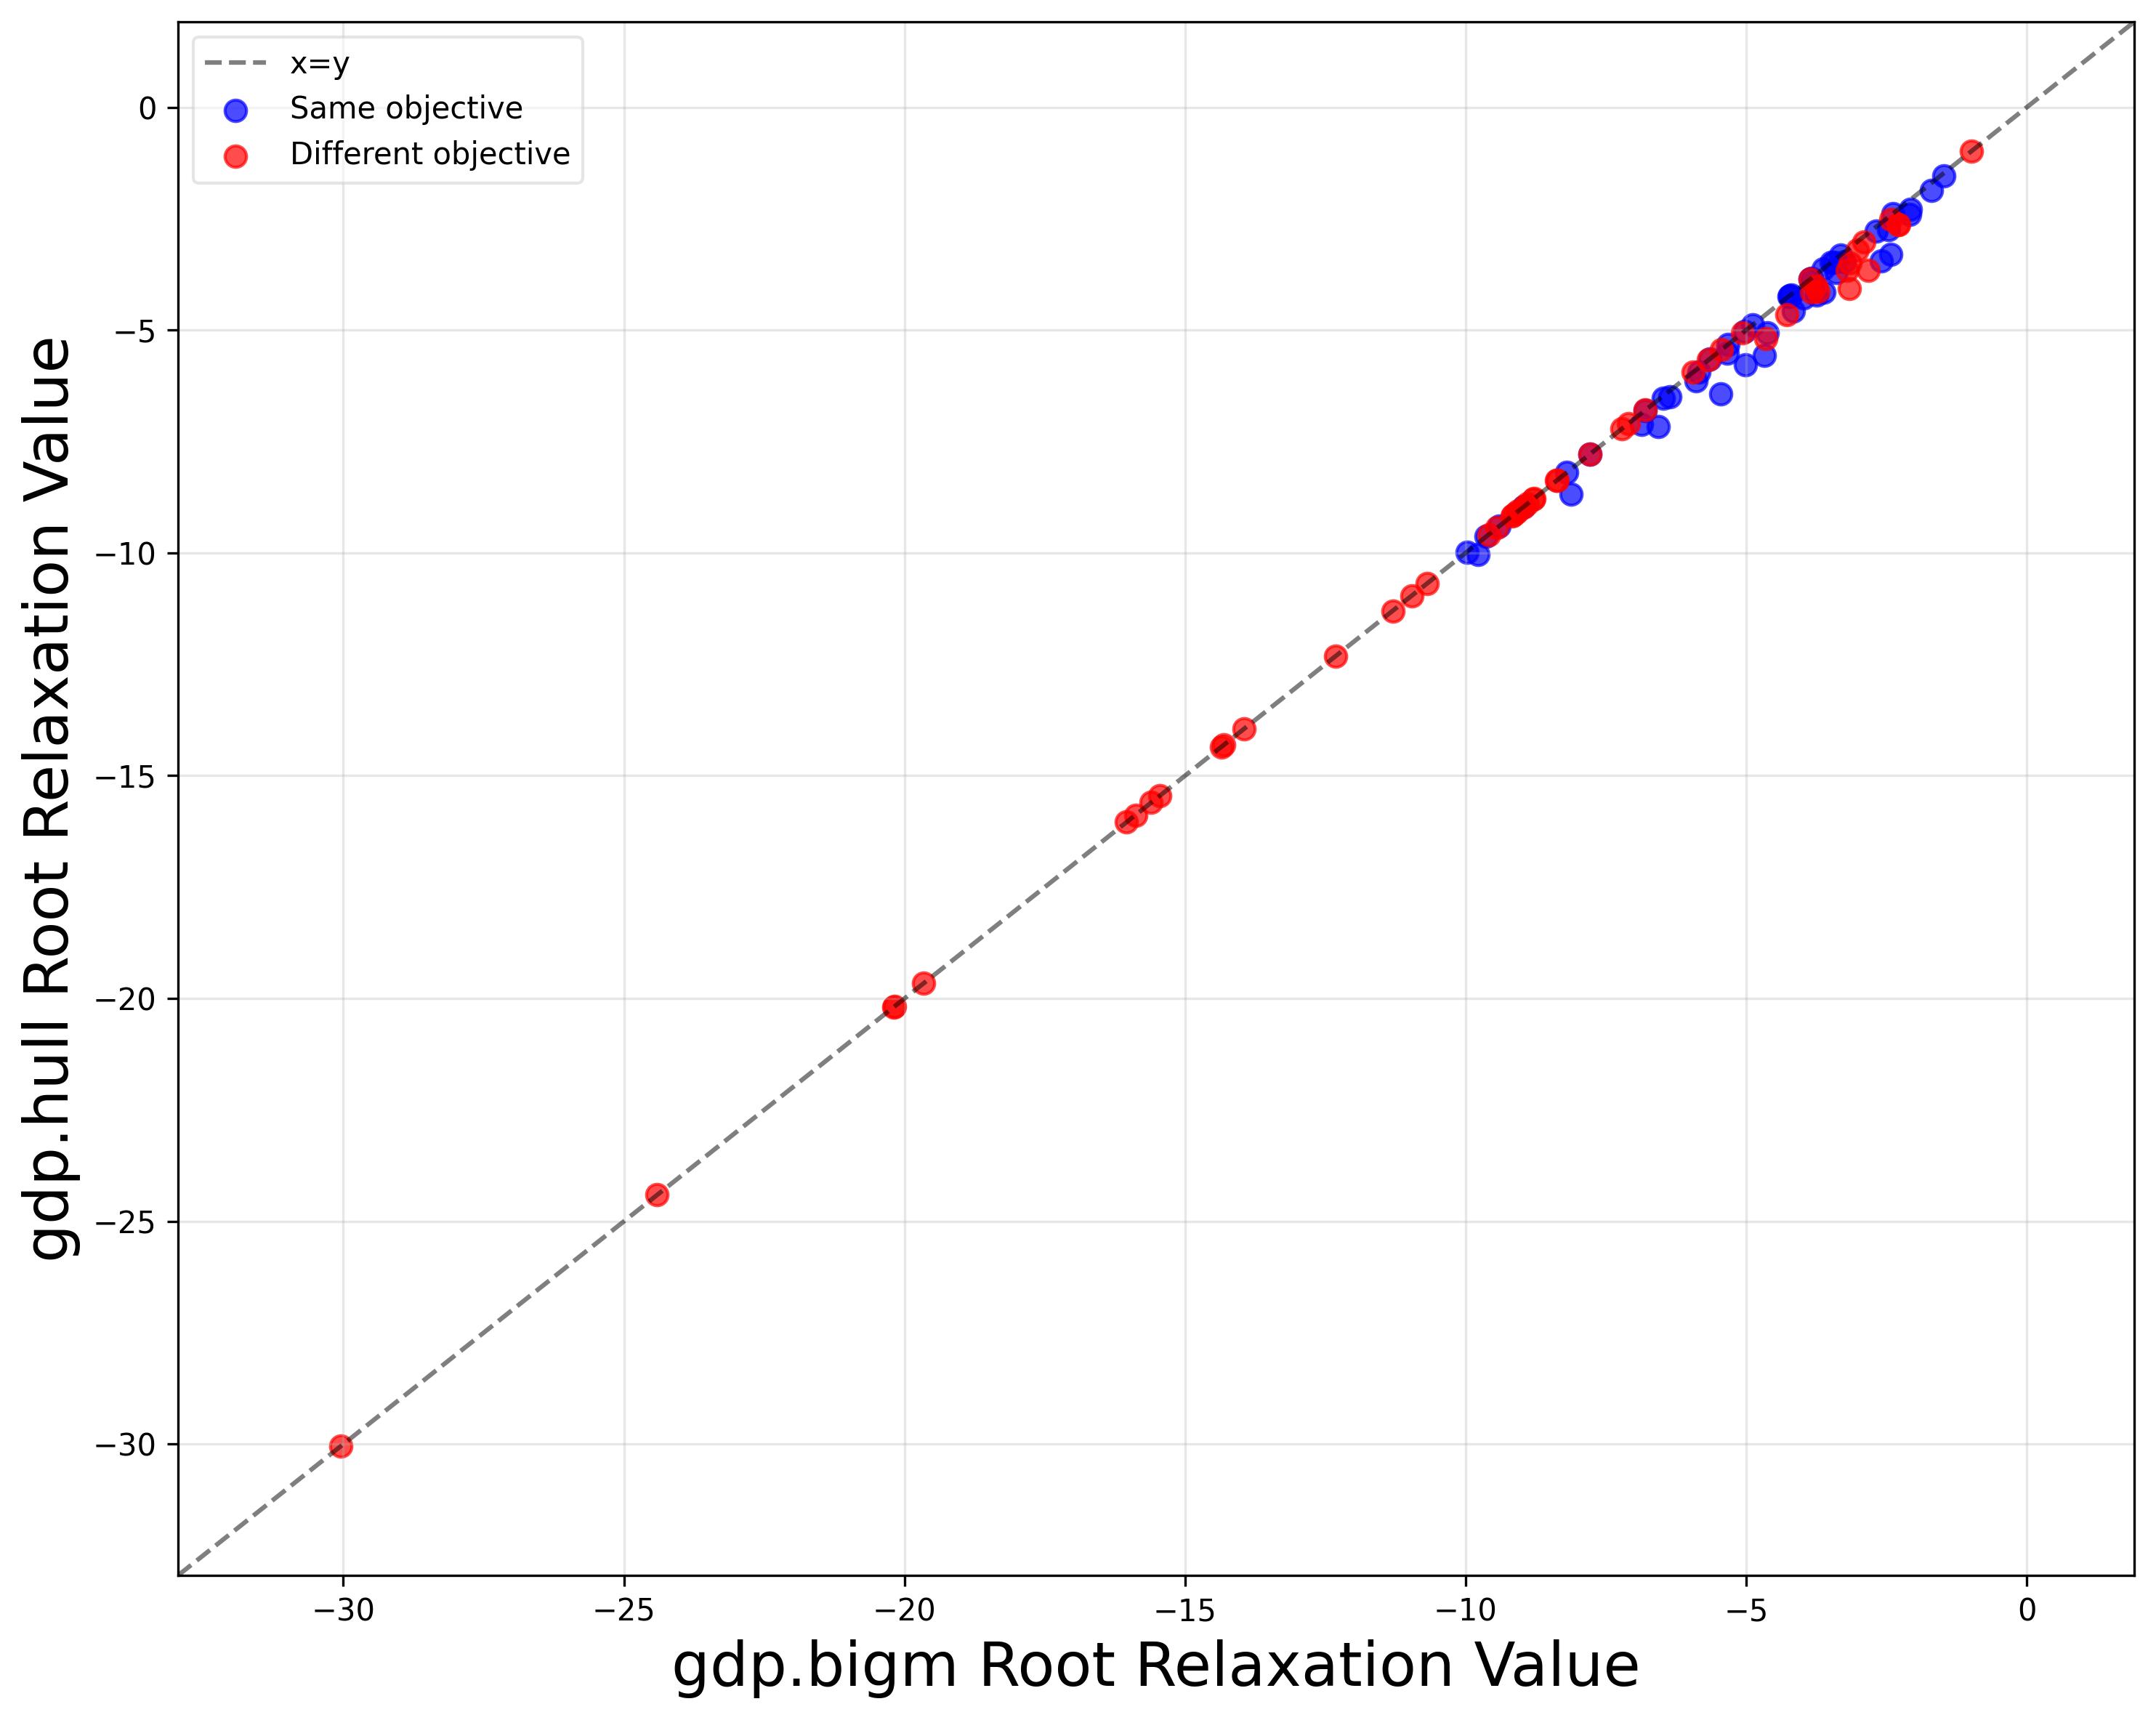 x=y
Same objective
Different objective
gdp.hull Root Relaxation Value
0
−5
−10
−15
−20
−25
−30
−30
−25
−20
−15
−10
−5
0
gdp.bigm Root Relaxation Value